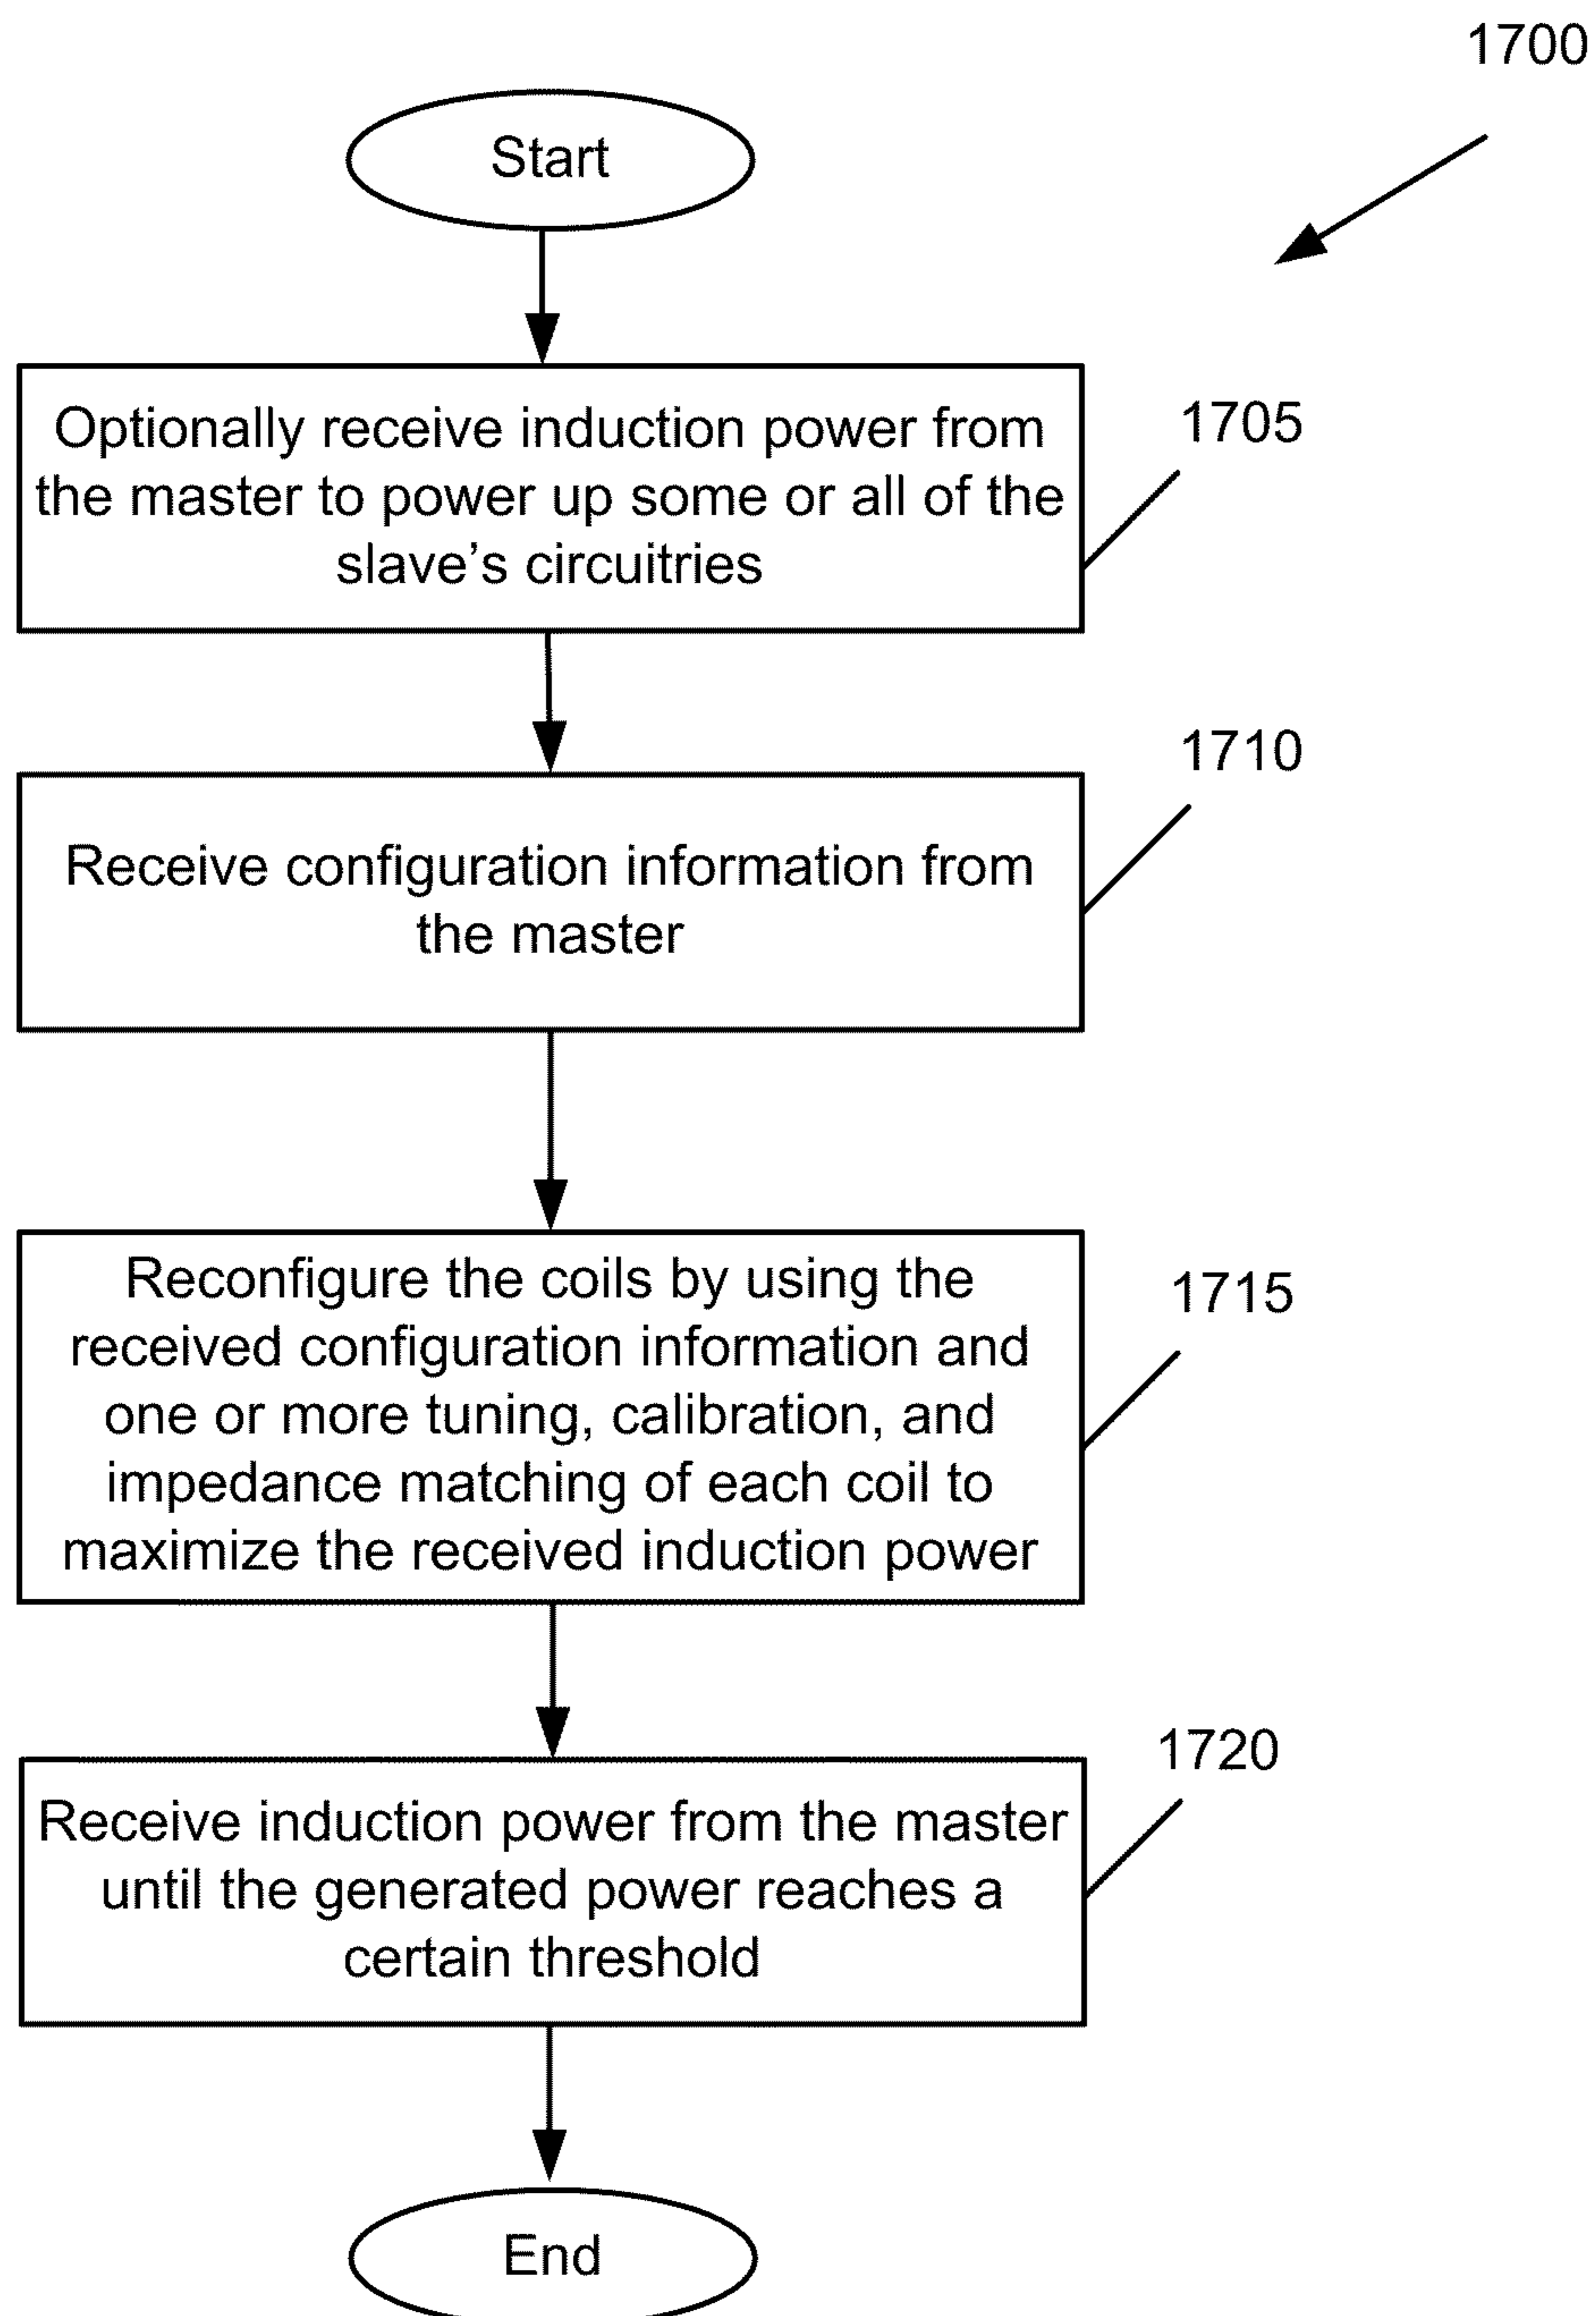 1700
Start
Optionally receive induction power from
the master to power up some or all of the
slave’s circuitries
1705
Receive configuration information from
the master
1710
Reconfigure the coils by using the
received configuration information and
one or more tuning, calibration, and
impedance matching of each coil to
maximize the received induction power
1715
Receive induction power from the master
until the generated power reaches a
certain threshold
1720
End